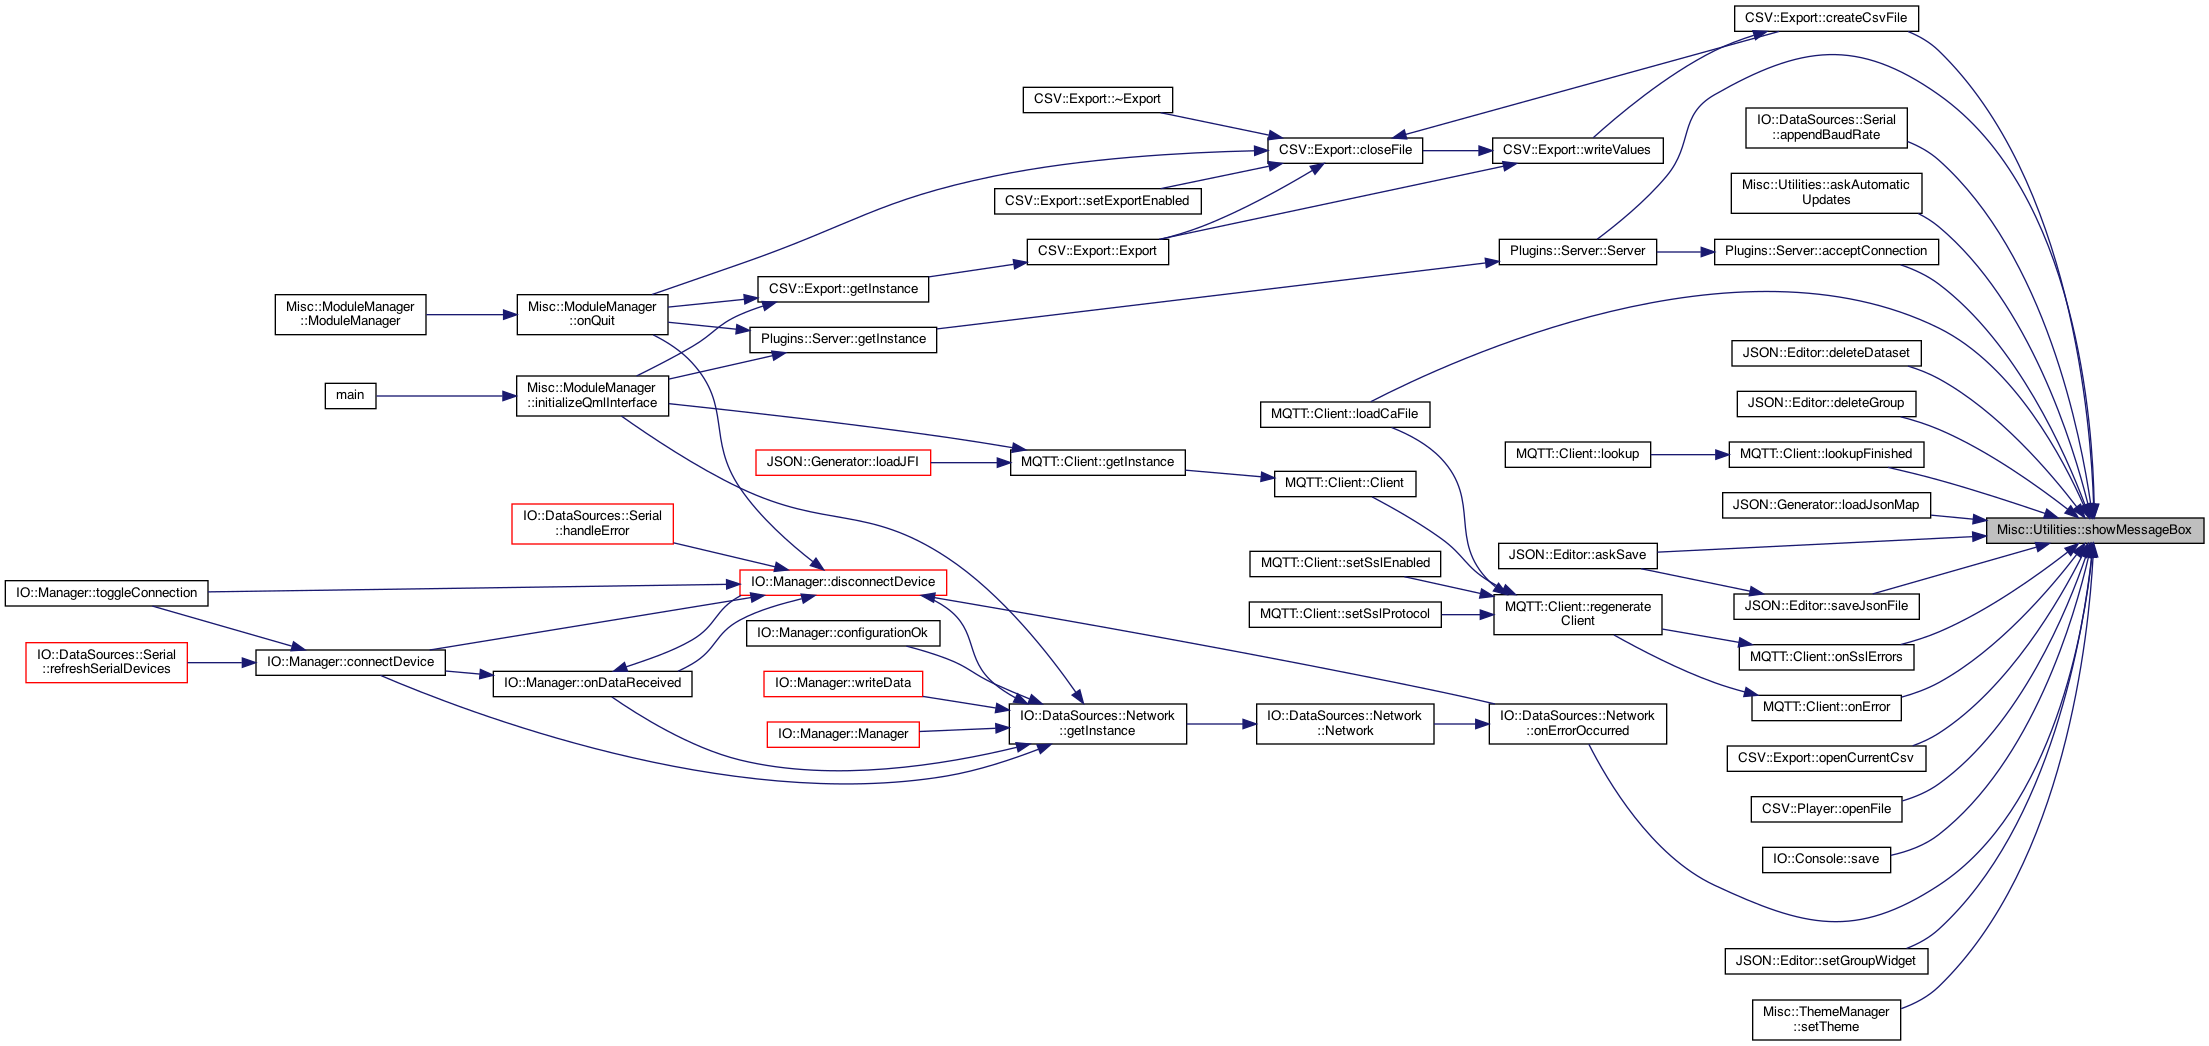 CSV::Export::createCsvFile
CSV::Export::~Export
IO::DataSources::Serial
::appendBaudRate
CSV::Export::closeFile
CSV::Export::writeValues
Misc::Utilities::askAutomatic
Updates
CSV::Export::setExportEnabled
CSV::Export::Export
Plugins::Server::Server
Plugins::Server::acceptConnection
CSV::Export::getInstance
Misc::ModuleManager
::ModuleManager
Misc::ModuleManager
::onQuit
Plugins::Server::getInstance
JSON::Editor::deleteDataset
main
Misc::ModuleManager
::initializeQmlInterface
MQTT::Client::loadCaFile
JSON::Editor::deleteGroup
JSON::Generator::loadJFI
MQTT::Client::getInstance
MQTT::Client::lookup
MQTT::Client::lookupFinished
MQTT::Client::Client
JSON::Generator::loadJsonMap
IO::DataSources::Serial
::handleError
Misc::Utilities::showMessageBox
JSON::Editor::askSave
MQTT::Client::setSslEnabled
IO::Manager::toggleConnection
IO::Manager::disconnectDevice
MQTT::Client::setSslProtocol
MQTT::Client::regenerate
Client
JSON::Editor::saveJsonFile
IO::Manager::configurationOk
IO::DataSources::Serial
::refreshSerialDevices
IO::Manager::connectDevice
MQTT::Client::onSslErrors
IO::Manager::onDataReceived
IO::Manager::writeData
MQTT::Client::onError
IO::Manager::Manager
IO::DataSources::Network
::getInstance
IO::DataSources::Network
::Network
IO::DataSources::Network
::onErrorOccurred
CSV::Export::openCurrentCsv
CSV::Player::openFile
IO::Console::save
JSON::Editor::setGroupWidget
Misc::ThemeManager
::setTheme